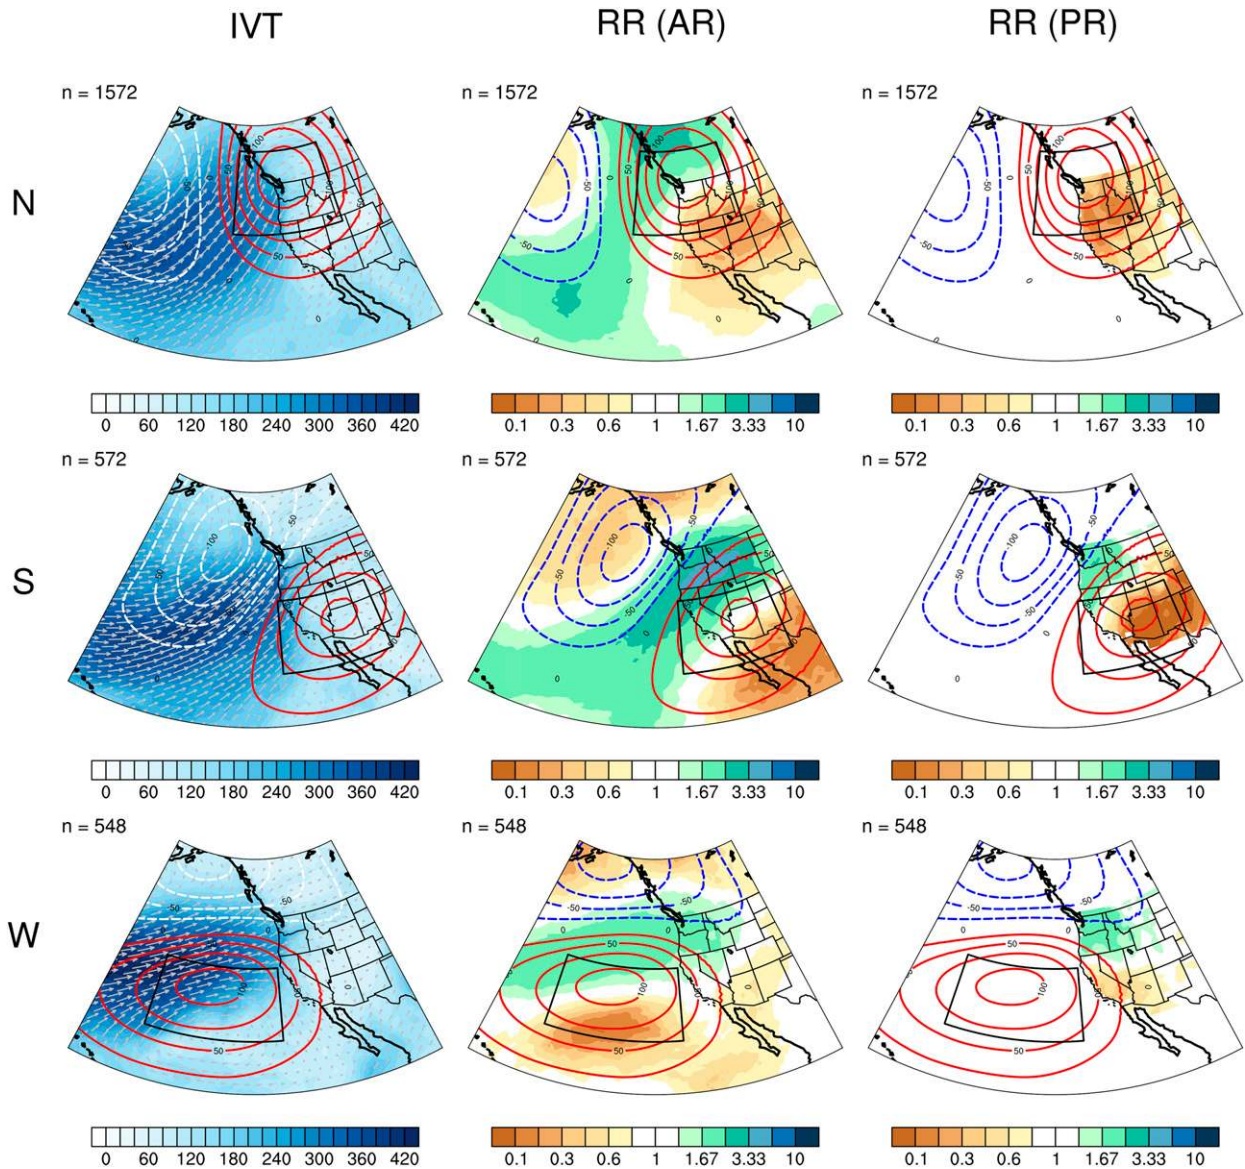 IVT RR (AR) RR (PR)
n = 1572 n = 1572 n = 1572
N
0 60 120 180 240 300 360 420 0.1 0.3 0.6 1 1.67 3.33 10 0.1 0.3 0.6 1 1.67 3.33 10
n = 572 n = 572 n = 572
S
0 60 120 180 240 300 360 420 0.1 0.3 0.6 1 1.67 3.33 10 0.1 0.3 0.6 1 1.67 3.33 10
n = 548 n = 548 n = 548
W
0 60 120 180 240 300 360 420 0.1 0.3 0.6 1 1.67 3.33 10 0.1 0.3 0.6 1 1.67 3.33 10